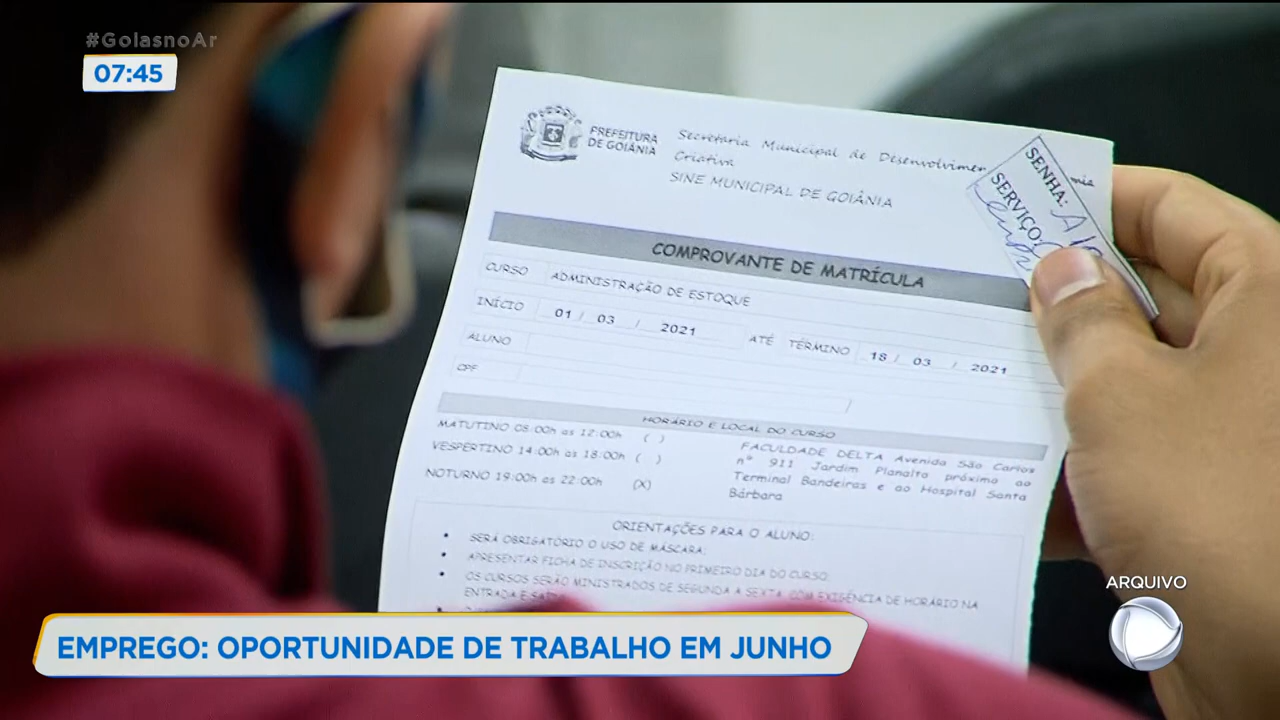 #GoiásnoAr
07:45
PREFEITURA
DE GOIÂNIA
Secretaria Municipal de Desenvolvimen
Criativa
SINE MUNICIPAL DE GOIÂNIA
SENHA: A
SERVIÇO:
COMPROVANTE DE MATRÍCULA
CURSO ADMINISTRAÇÃO DE ESTOQUE
INÍCIO 01 / 03 / 2021 ATÉ TÉRMINO 18 / 03 / 2021
ALUNO
CPF
HORÁRIO E LOCAL DO CURSO
MATUTINO 08:00h as 12:00h ( )
VESPERTINO 14:00h as 18:00h ( )
NOTURNO 19:00h as 22:00h (X)
FACULDADE DELTA Avenida São Carlos
nº 911 Jardim Planalto próximo ao
Terminal Bandeiras e ao Hospital Santa
Bárbara
ORIENTAÇÕES PARA O ALUNO:
• SERÁ OBRIGATÓRIO O USO DE MÁSCARA;
• APRESENTAR FICHA DE INSCRIÇÃO NO PRIMEIRO DIA DO CURSO;
• OS CURSOS SERÃO MINISTRADOS DE SEGUNDA A SEXTA, COM EXIGÊNCIA DE HORÁRIO NA
ENTRADA E
ARQUIVO
EMPREGO: OPORTUNIDADE DE TRABALHO EM JUNHO